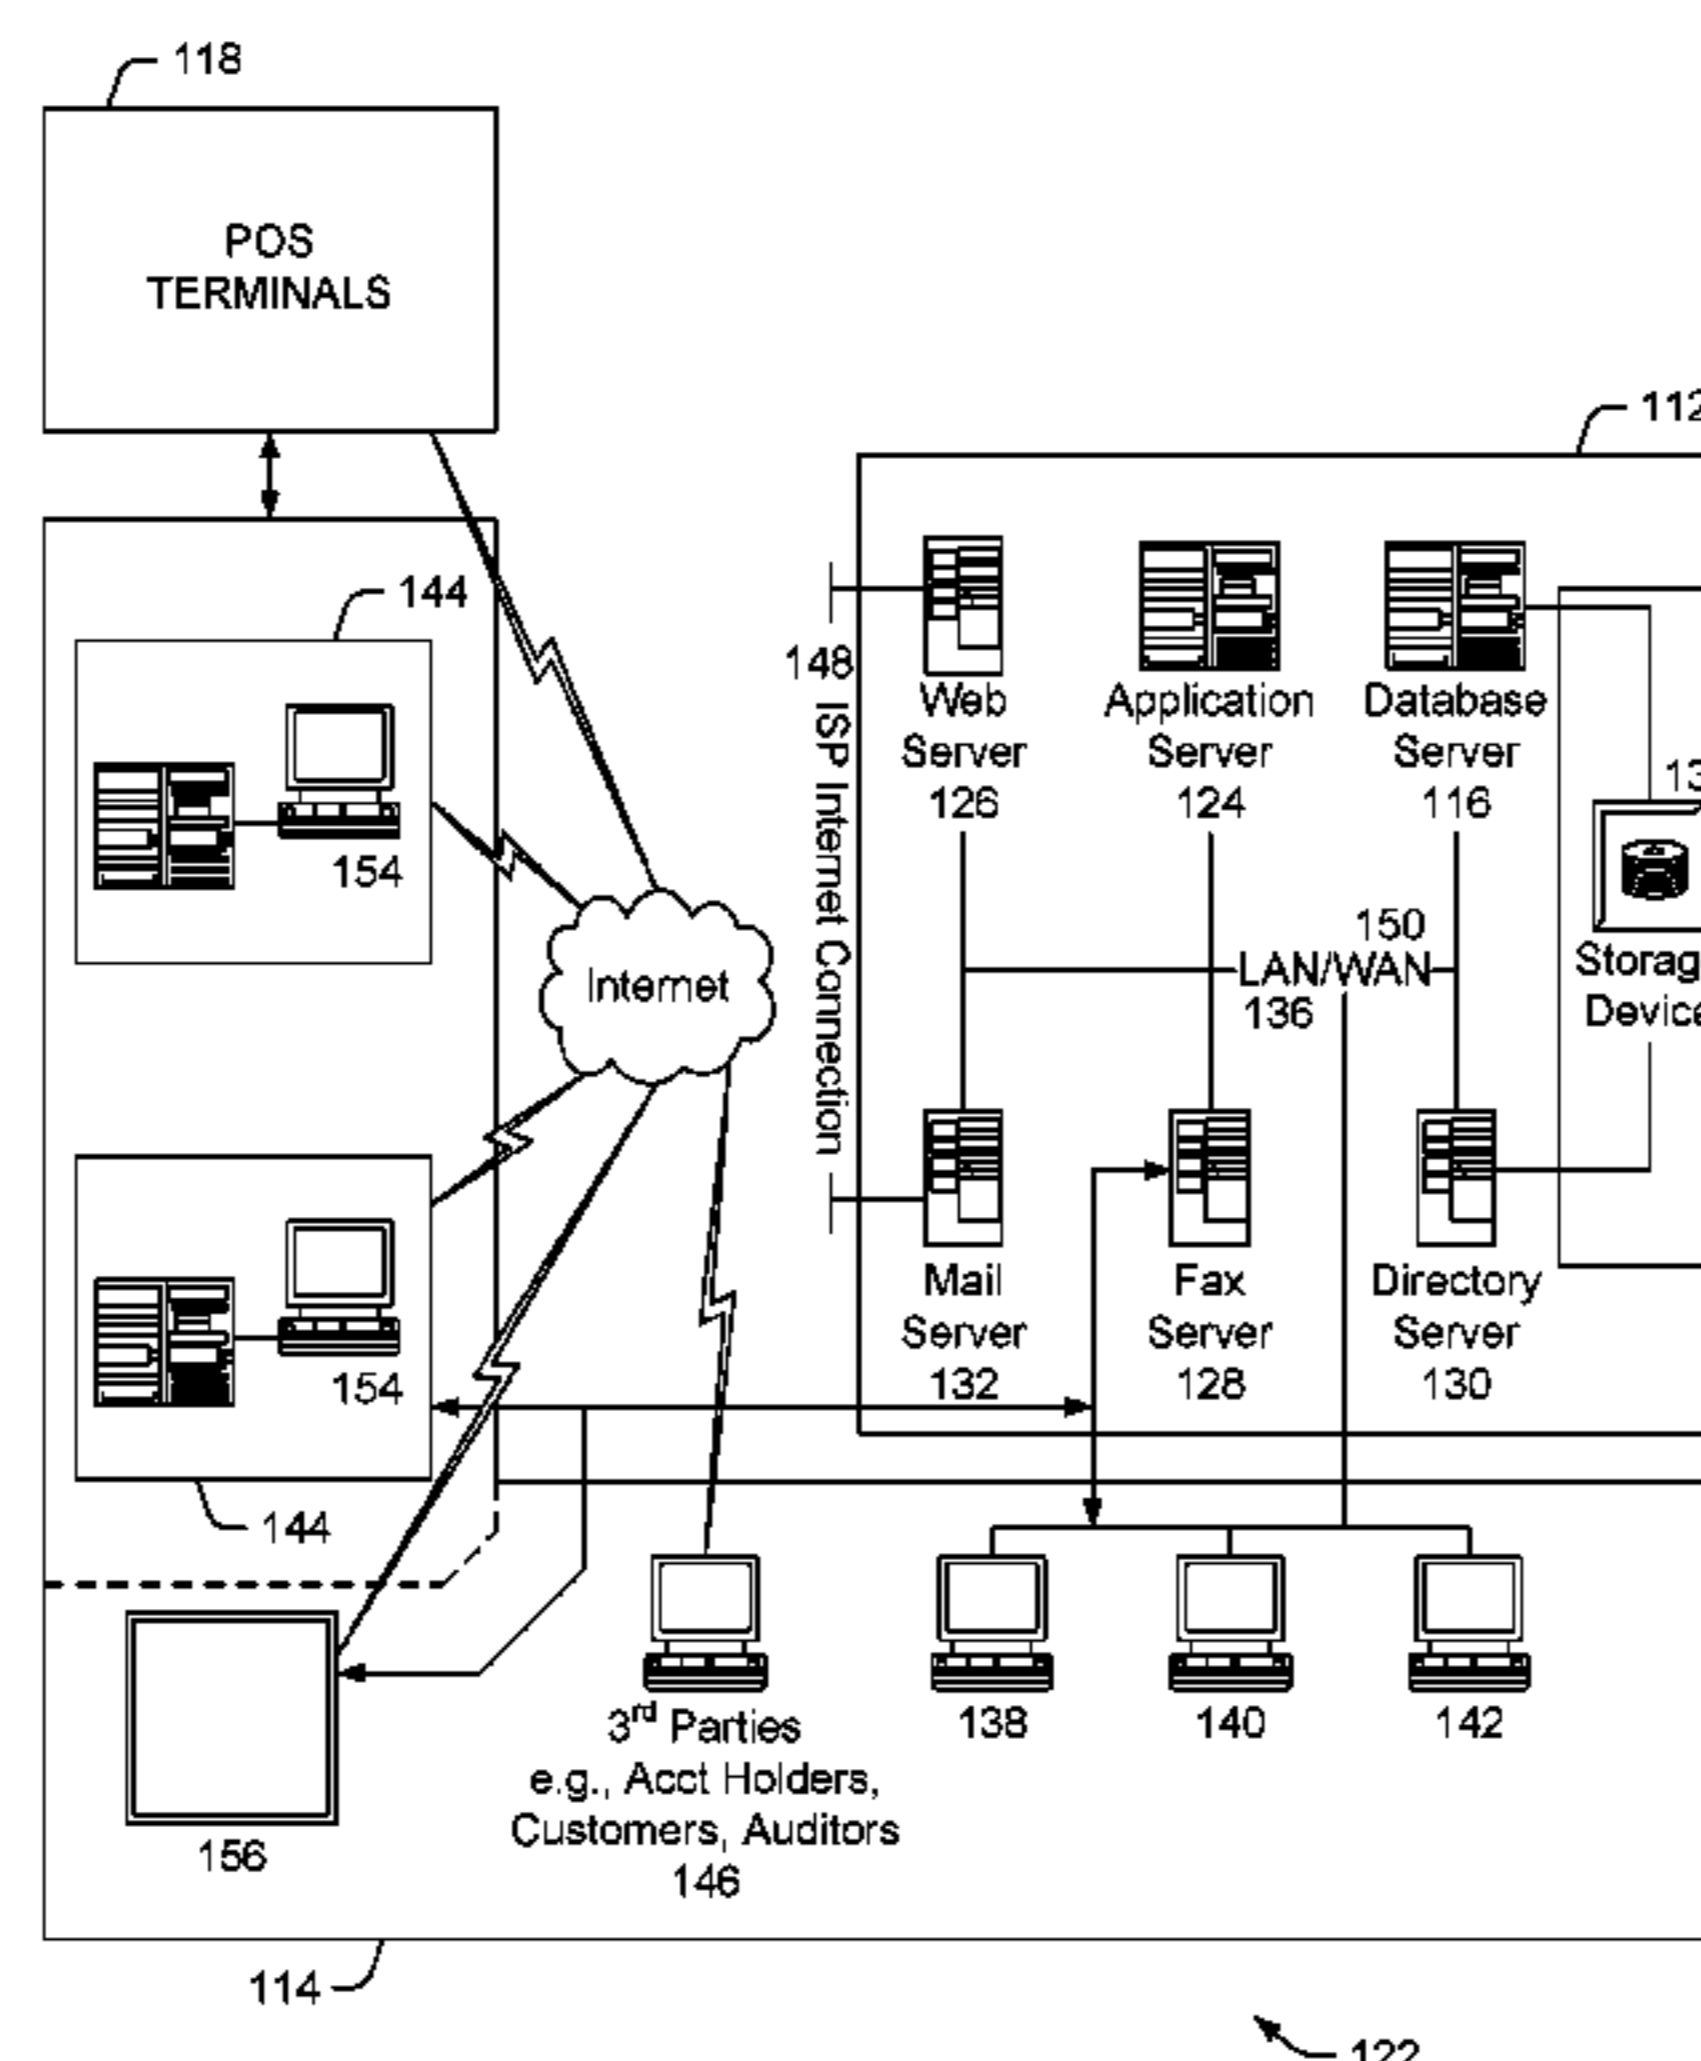 118
POS
TERMINALS
112
144
148
ISP Internet Connection
Web
Server
126
Application
Server
124
Database
Server
116
154
150
LAN/WAN
136
Internet
Mail
Server
132
Fax
Server
128
Directory
Server
130
154
144
138
140
142
3rd Parties
e.g., Acct Holders,
Customers, Auditors
146
156
114
122